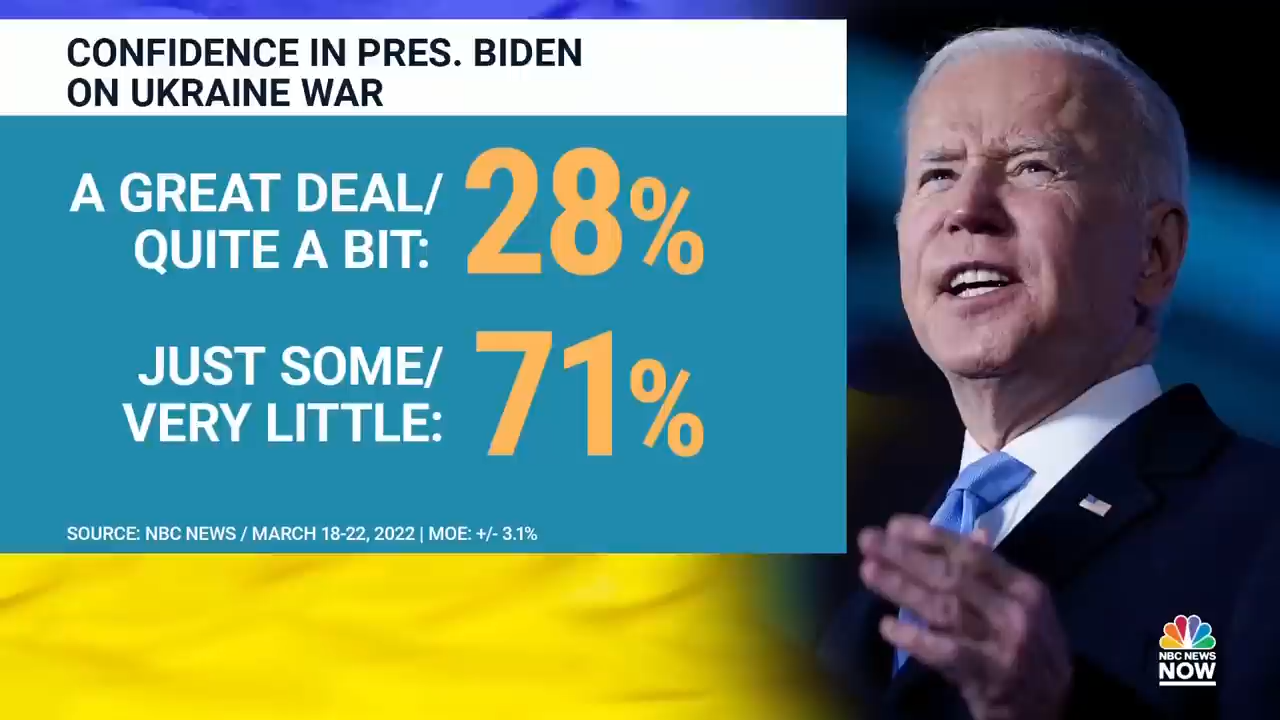 CONFIDENCE IN PRES. BIDEN
ON UKRAINE WAR
A GREAT DEAL/
QUITE A BIT:
28%
JUST SOME/
VERY LITTLE:
71%
SOURCE: NBC NEWS / MARCH 18-22, 2022 | MOE: +/- 3.1%
NBC NEWS
NOW